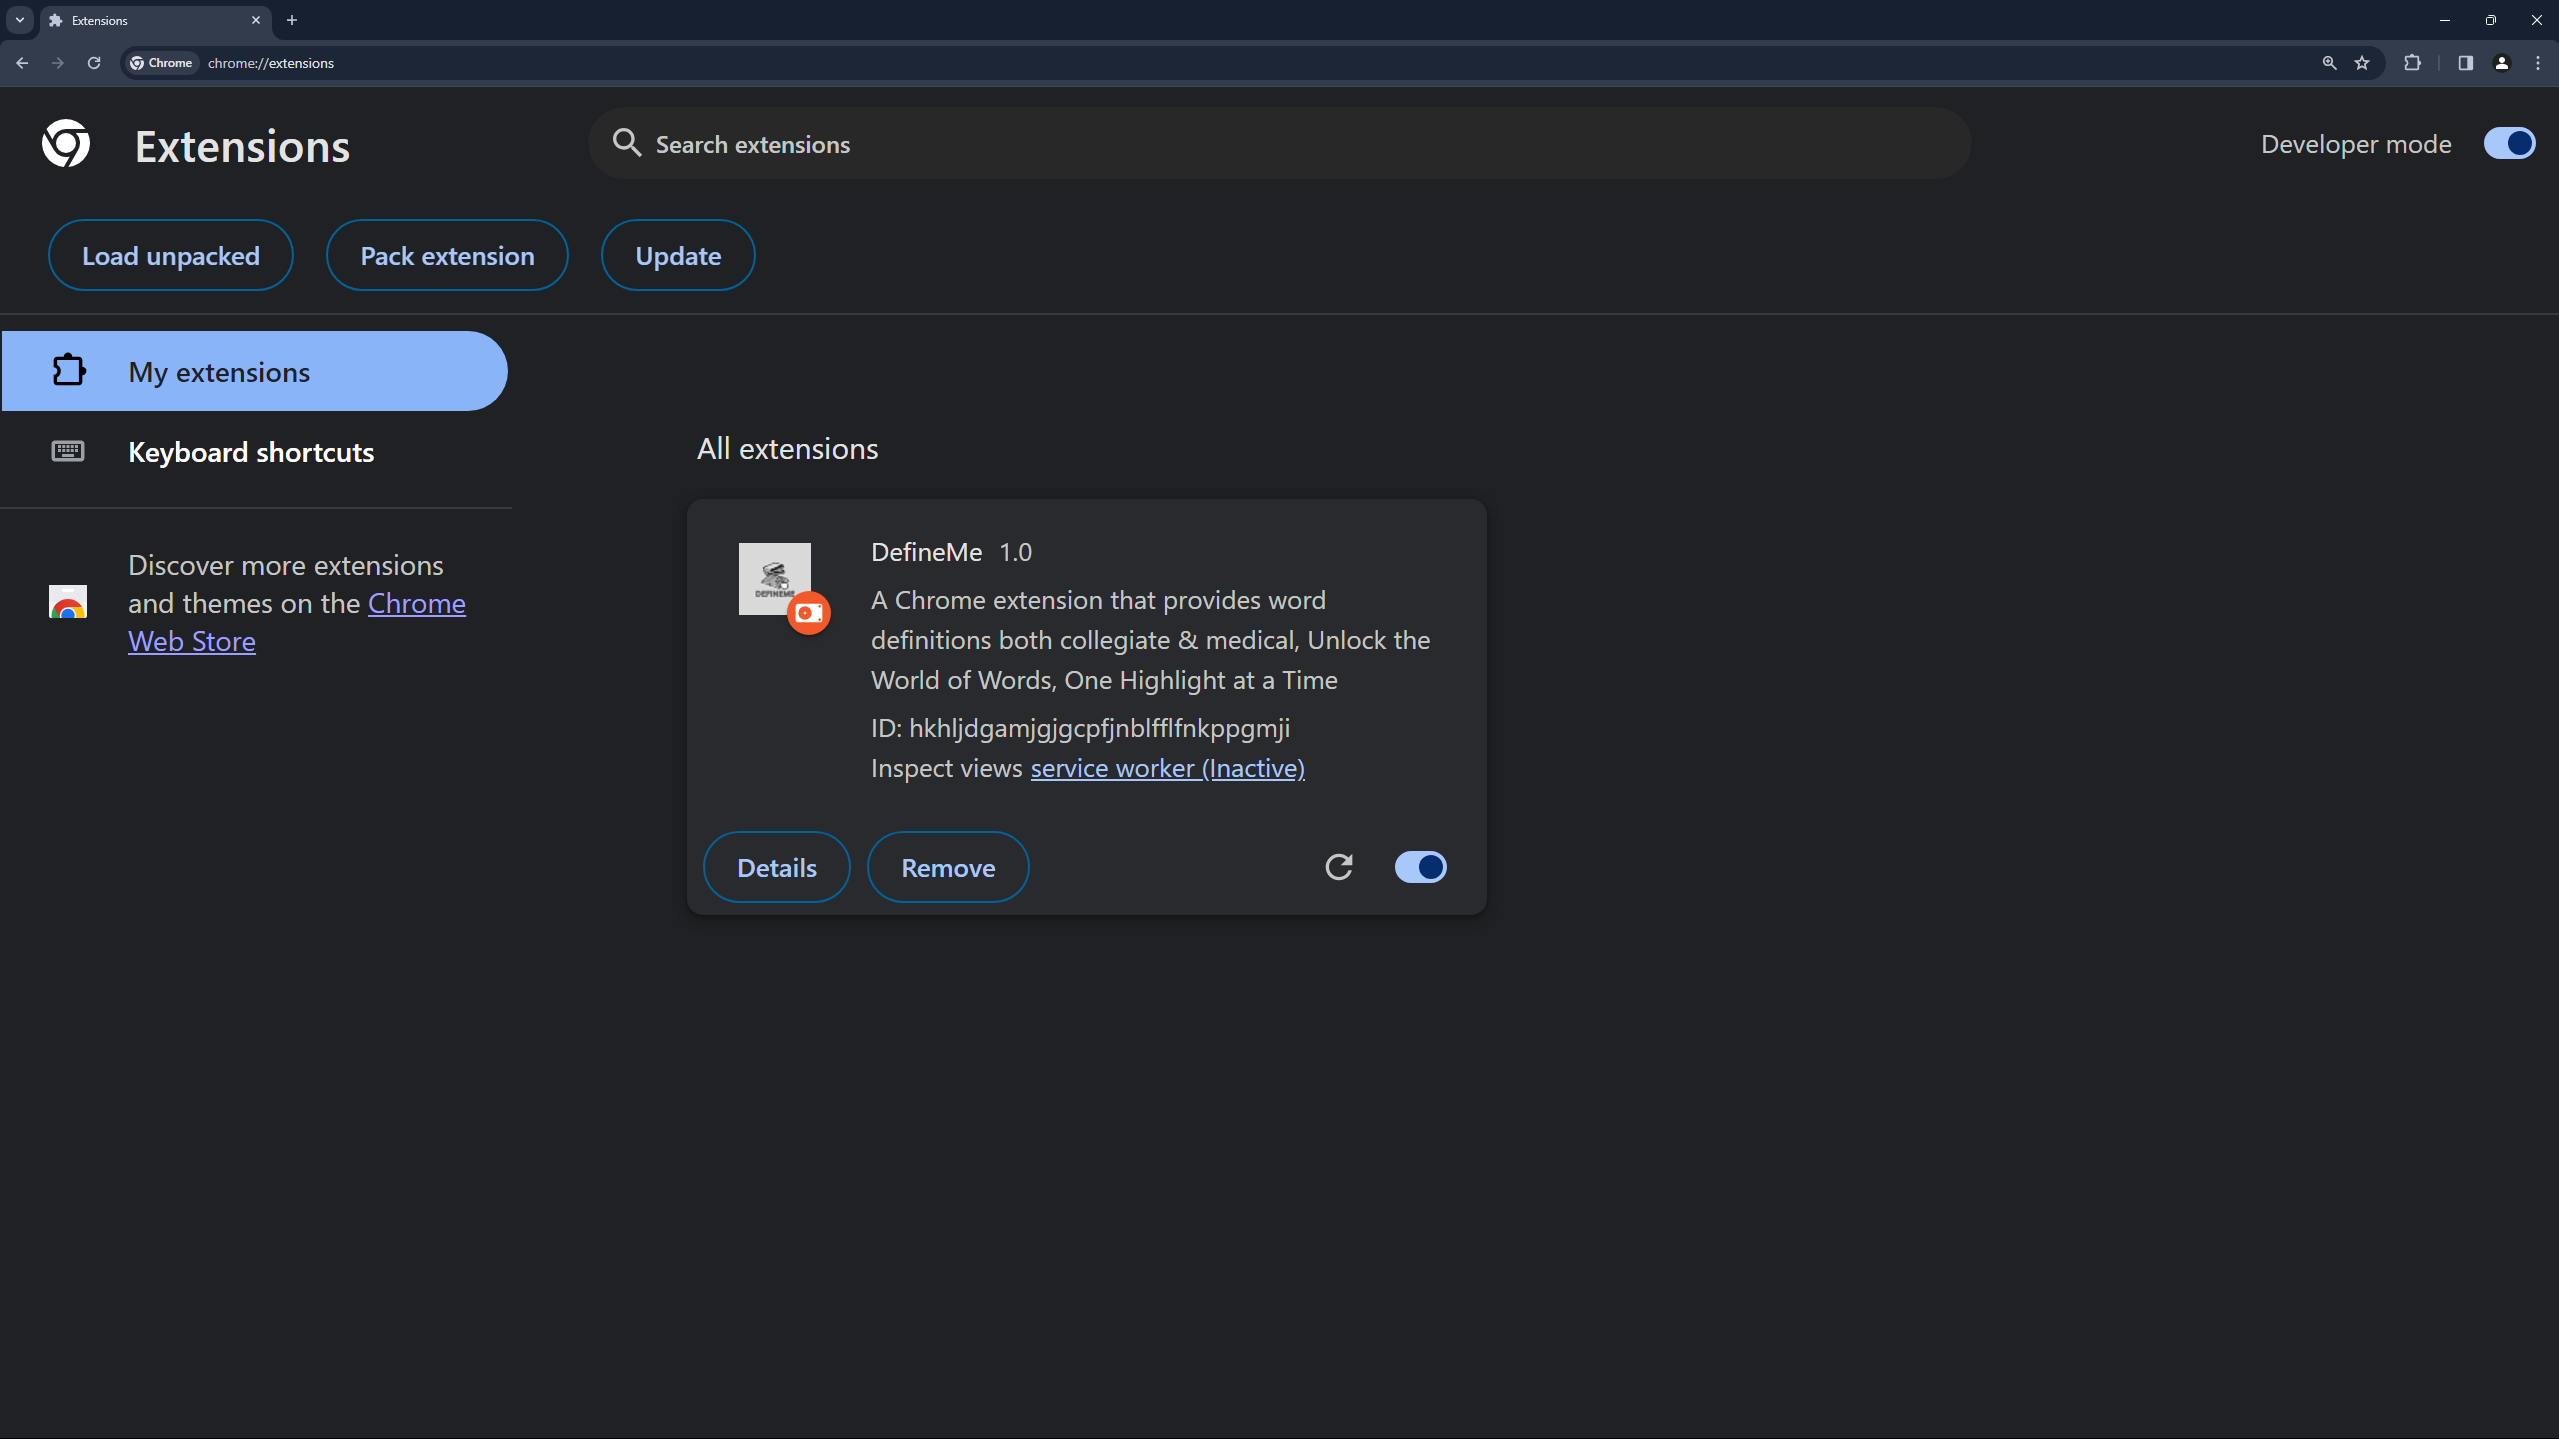 Extensions
Chrome chrome://extensions
Extensions
Search extensions
Developer mode
Load unpacked
Pack extension
Update
My extensions
Keyboard shortcuts
Discover more extensions
and themes on the Chrome
Web Store
All extensions
DEFINEME
DefineMe 1.0
A Chrome extension that provides word
definitions both collegiate & medical, Unlock the
World of Words, One Highlight at a Time
ID: hkhljdgamjgjgcpfjnblfflfnkppgmji
Inspect views service worker (Inactive)
Details
Remove